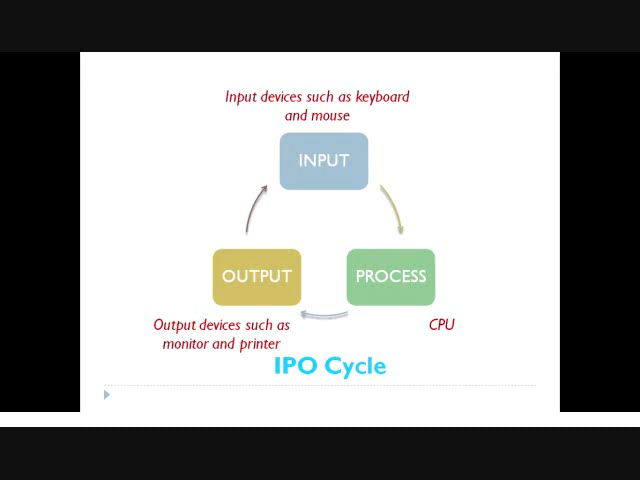 Input devices such as keyboard
and mouse
INPUT
OUTPUT
PROCESS
Output devices such as
monitor and printer
CPU
IPO Cycle